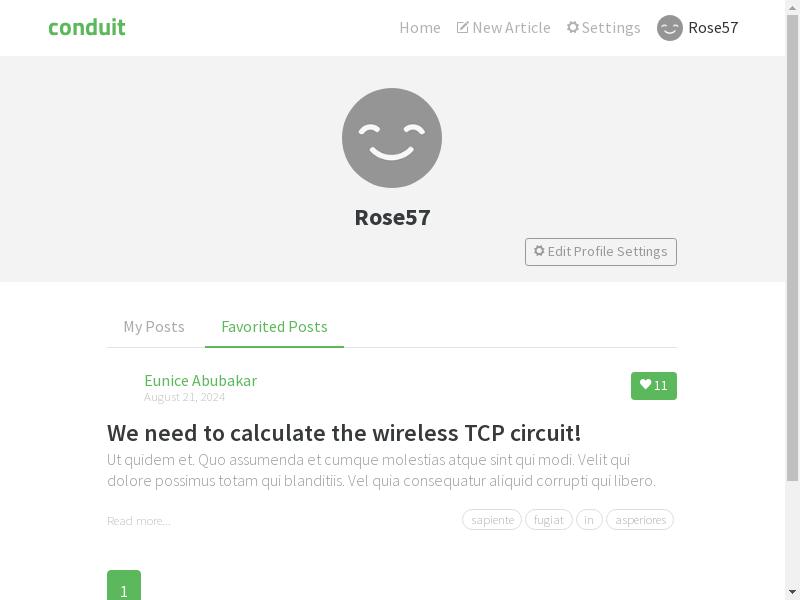 conduit
Home
New Article
Settings
Rose57
Rose57
Edit Profile Settings
My Posts
Favorited Posts
Eunice Abubakar
August 21, 2024
11
We need to calculate the wireless TCP circuit!
Ut quidem et. Quo assumenda et cumque molestias atque sint qui modi. Velit qui
dolore possimus totam qui blanditiis. Vel quia consequatur aliquid corrupti qui libero.
Read more...
sapiente
fugiat
in
asperiores
1